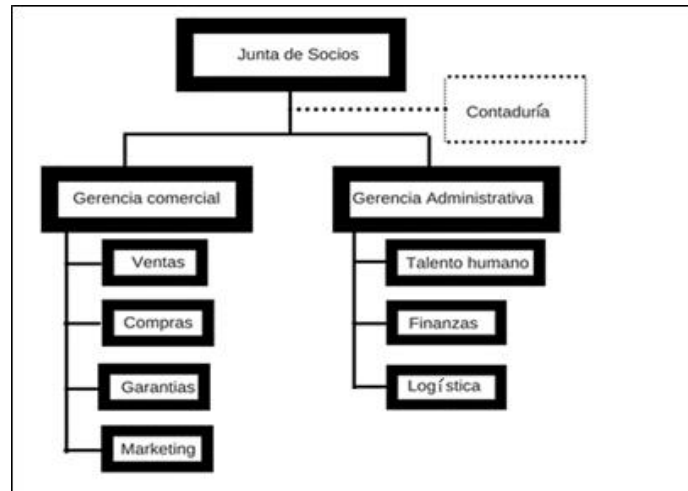 Junta de Socios
Contaduría
Gerencia comercial
Gerencia Administrativa
Ventas
Talento humano
Compras
Finanzas
Garantias
Logística
Marketing